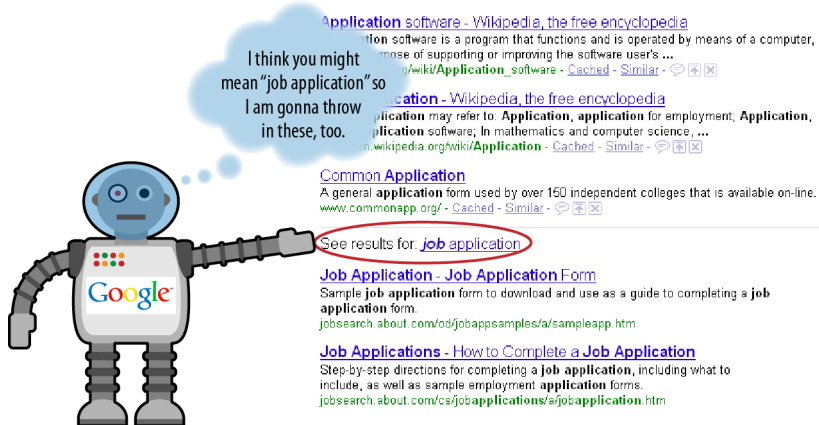 Application software - Wikipedia, the free encyclopedia
tion software is a program that functions and is operated by means of a computer,
pose of supporting or improving the software user's ...
g/wiki/Application_software - Cached - Similar -
I think you might
mean "job application" so
I am gonna throw
in these, too.
cation - Wikipedia, the free encyclopedia
plication may refer to: Application, application for employment; Application,
plication software; In mathematics and computer science, ...
n.wikipedia.org/wiki/Application - Cached - Similar -
Common Application
A general application form used by over 150 independent colleges that is available on-line.
www.commonapp.org/ - Cached - Similar -
See results for: job application
Job Application - Job Application Form
Sample job application form to download and use as a guide to completing a job
application form.
jobsearch.about.com/od/jobappsamples/a/sampleapp.htm
Google
Job Applications - How to Complete a Job Application
Step-by-step directions for completing a job application, including what to
include, as well as sample employment application forms.
jobsearch.about.com/cs/jobapplications/a/jobapplication.htm